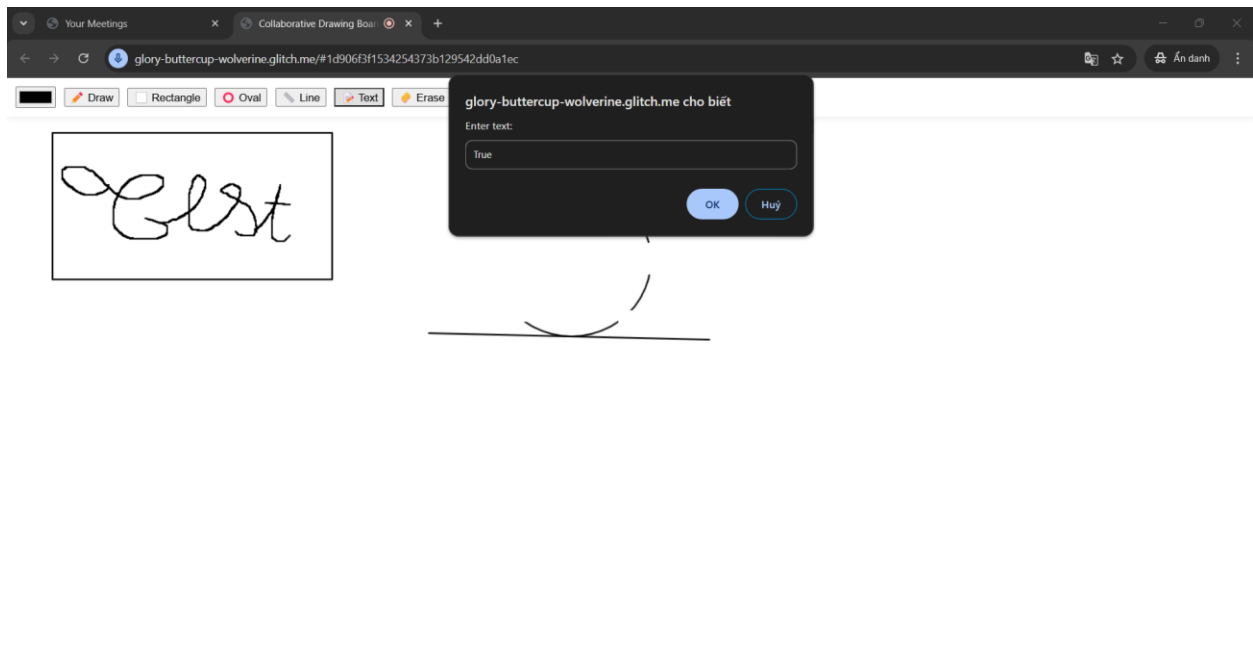 Your Meetings
Collaborative Drawing Boar
glory-buttercup-wolverine.glitch.me/#1d906f3f1534254373b129542dd0a1ec
Ẩn danh
Draw Rectangle Oval Line Text Erase
glory-buttercup-wolverine.glitch.me cho biết
Enter text:
True
OK Huỷ
Test